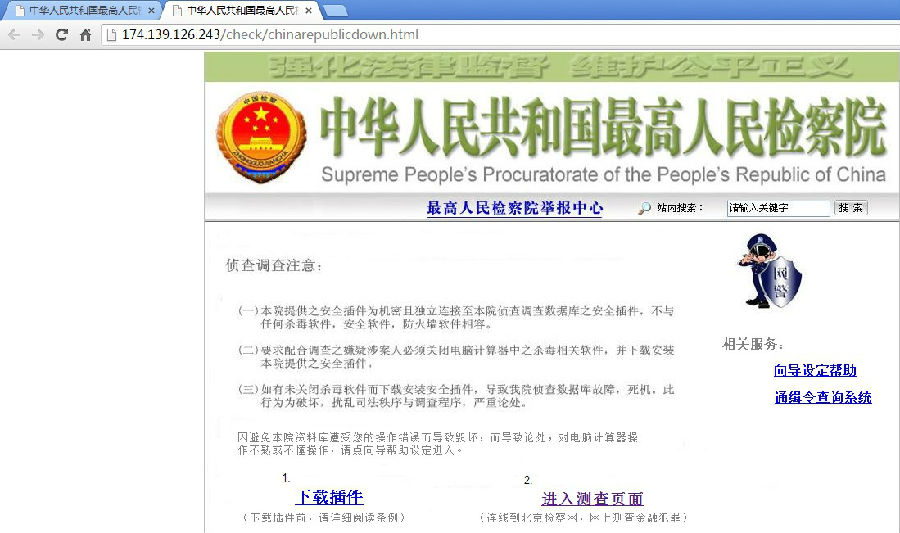 中华人民共和国最高人民检
中华人民共和国最高人民检
174.139.126.243/check/chinarepublicdown.html
强化法律监督 维护公平正义
中国检察
中华人民共和国最高人民检察院
Supreme People's Procuratorate of the People's Republic of China
最高人民检察院举报中心
站内搜索：
请输入关键字
搜 索
侦查调查注意：
网警
(一)本院提供之安全插件为机密且独立连接至本院侦查调查数据库之安全插件，不与
任何杀毒软件，安全软件，防火墙软件相容。
(二)要求配合调查之嫌疑涉案人必须关闭电脑计算器中之杀毒相关软件，并下载安装
本院提供之安全插件。
(三)如有未关闭杀毒软件而下载安装安全插件，导致我院侦查数据库故障，死机，此
行为为破坏，扰乱司法秩序与调查程序，严重论处。
相关服务：
向导设定帮助
通缉令查询系统
因避免本院资料库遭受您的操作错误而导致毁坏；而导致论处，对电脑计算器操
作不熟或不懂操作，请点向导帮助设定进入。
1.
下载插件
(下载插件前，请详细阅读条例)
2.
进入测查页面
(连线到北京检察网，网上测查金融犯罪)